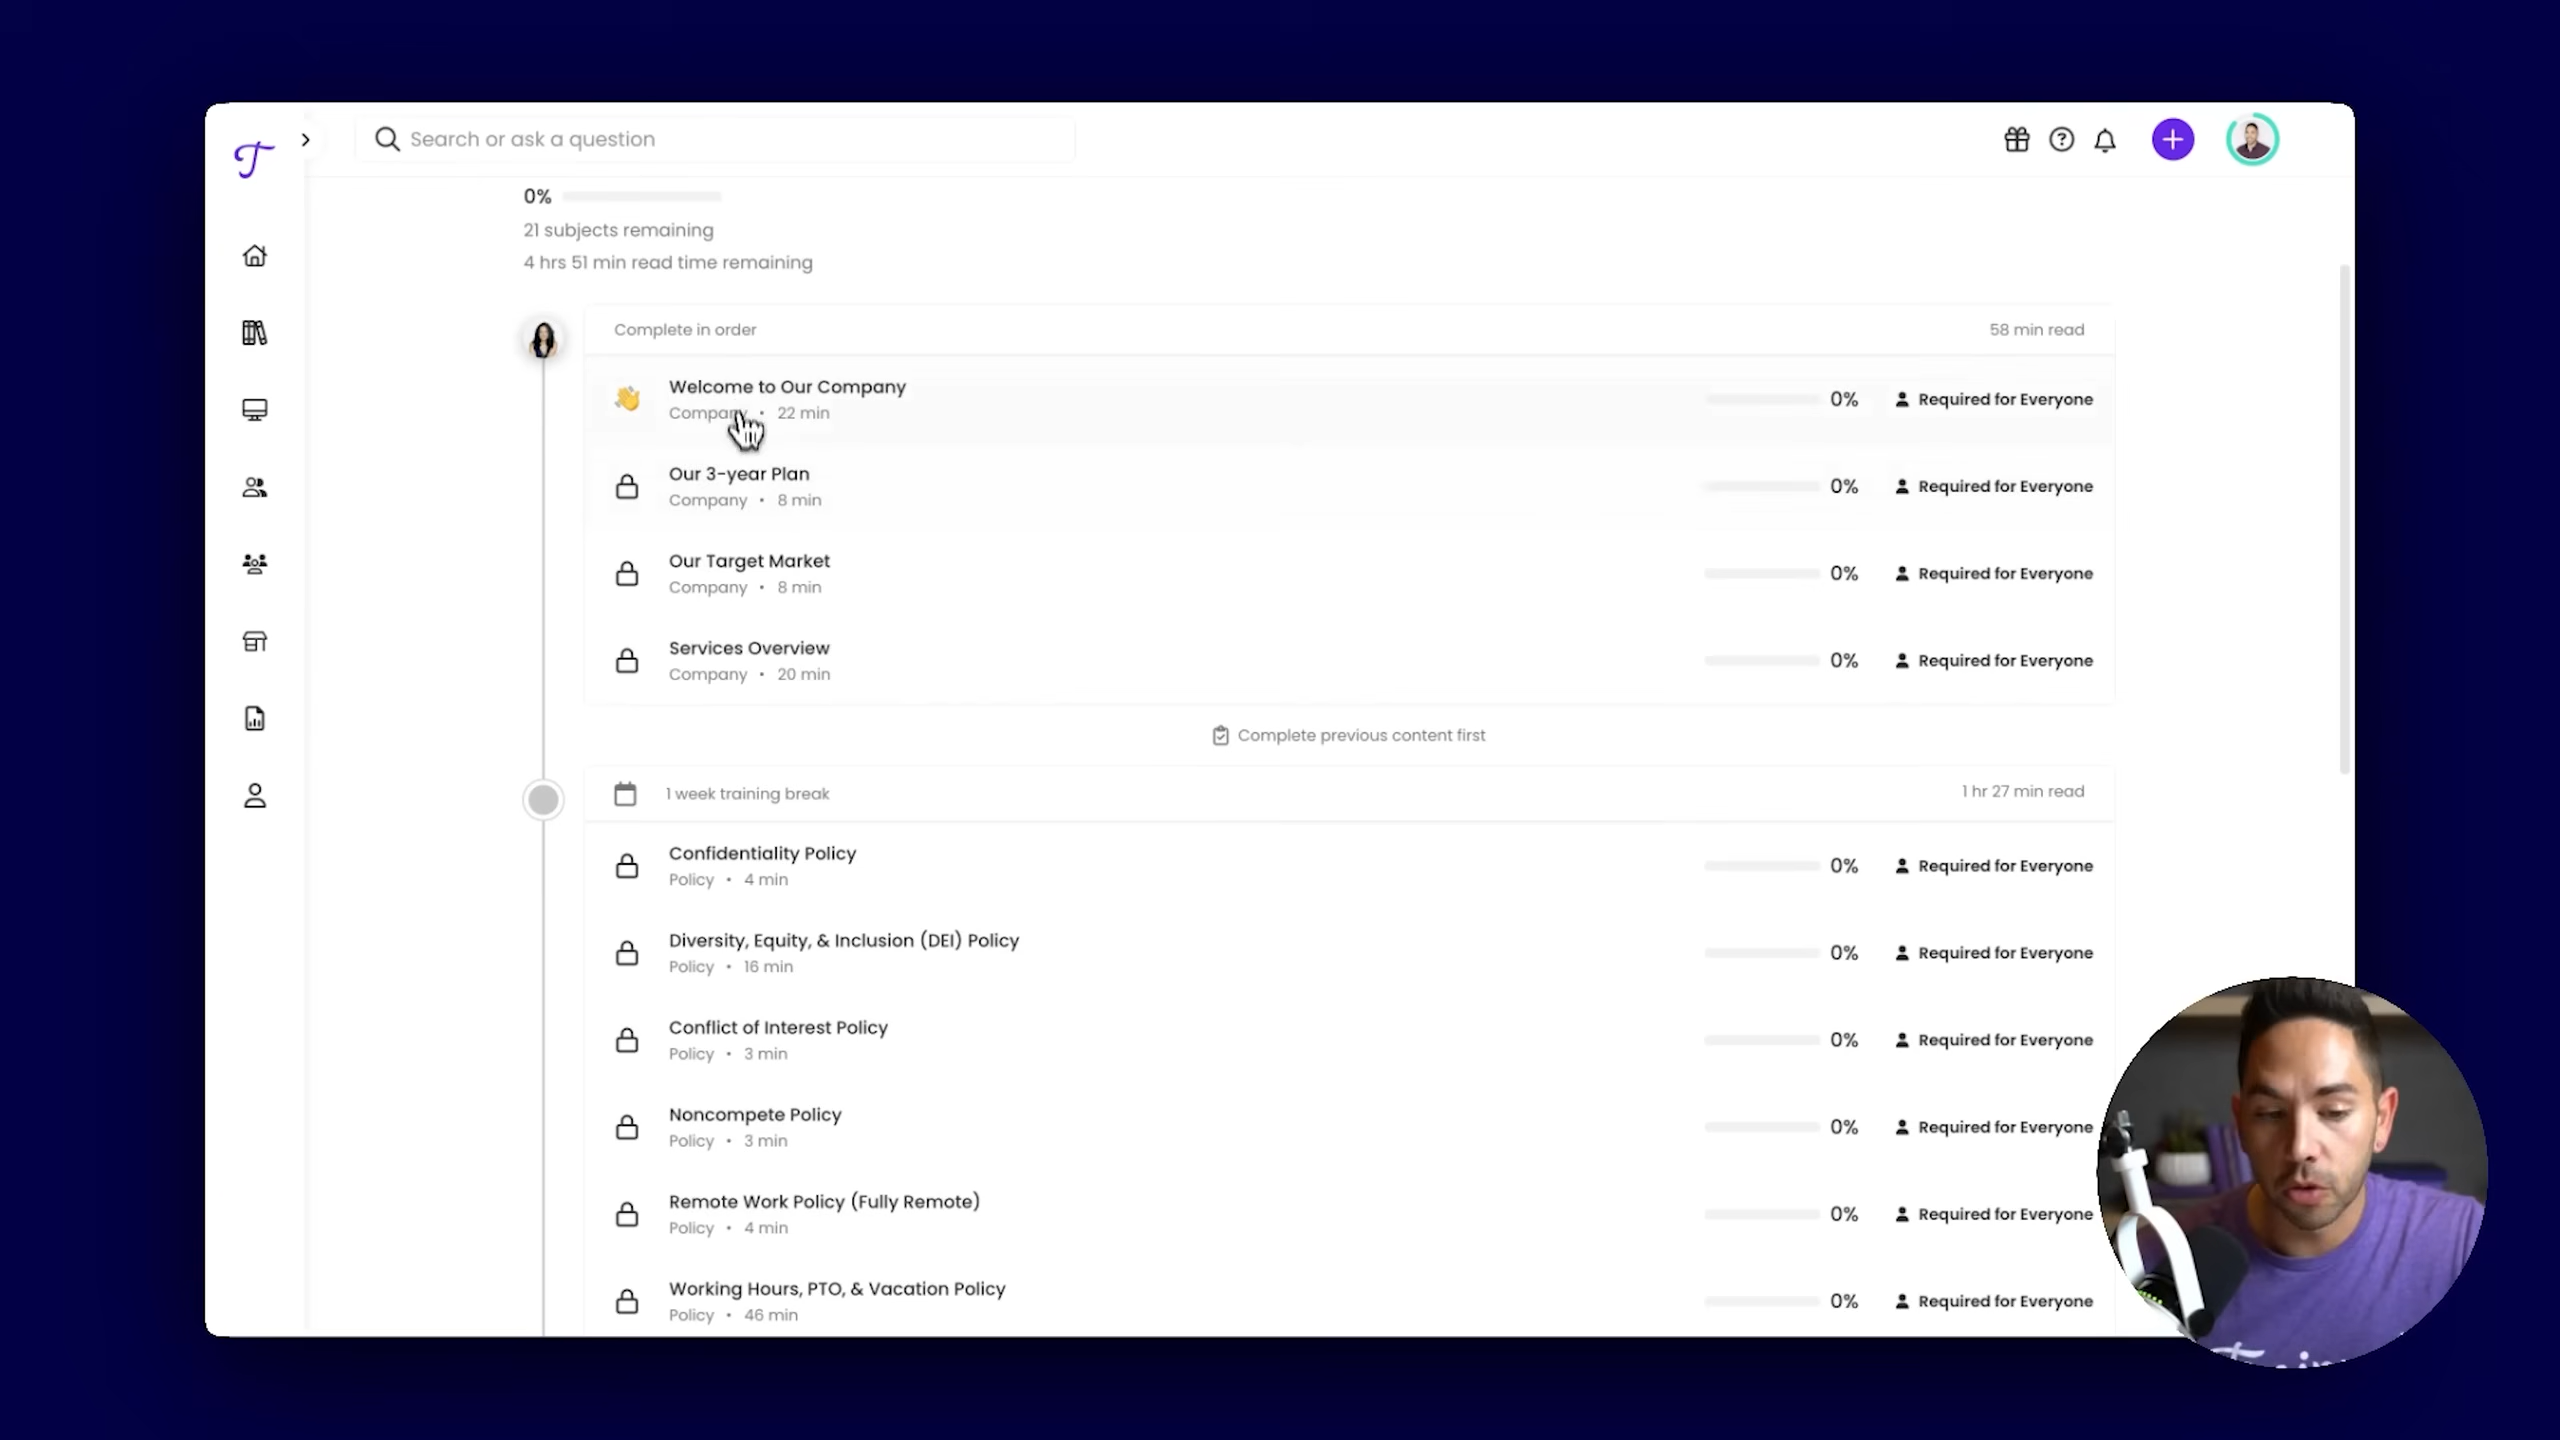 Search or ask a question
0%
21 subjects remaining
4 hrs 51 min read time remaining
Complete in order
58 min read
Welcome to Our Company
0%
Required for Everyone
Company • 22 min
Our 3-year Plan
0%
Required for Everyone
Company • 8 min
Our Target Market
0%
Required for Everyone
Company • 8 min
Services Overview
0%
Required for Everyone
Company • 20 min
Complete previous content first
1 week training break
1 hr 27 min read
Confidentiality Policy
0%
Required for Everyone
Policy • 4 min
Diversity, Equity, & Inclusion (DEI) Policy
0%
Required for Everyone
Policy • 16 min
Conflict of Interest Policy
0%
Required for Everyone
Policy • 3 min
Noncompete Policy
0%
Required for Everyone
Policy • 3 min
Remote Work Policy (Fully Remote)
0%
Required for Everyone
Policy • 4 min
Working Hours, PTO, & Vacation Policy
0%
Required for Everyone
Policy • 46 min